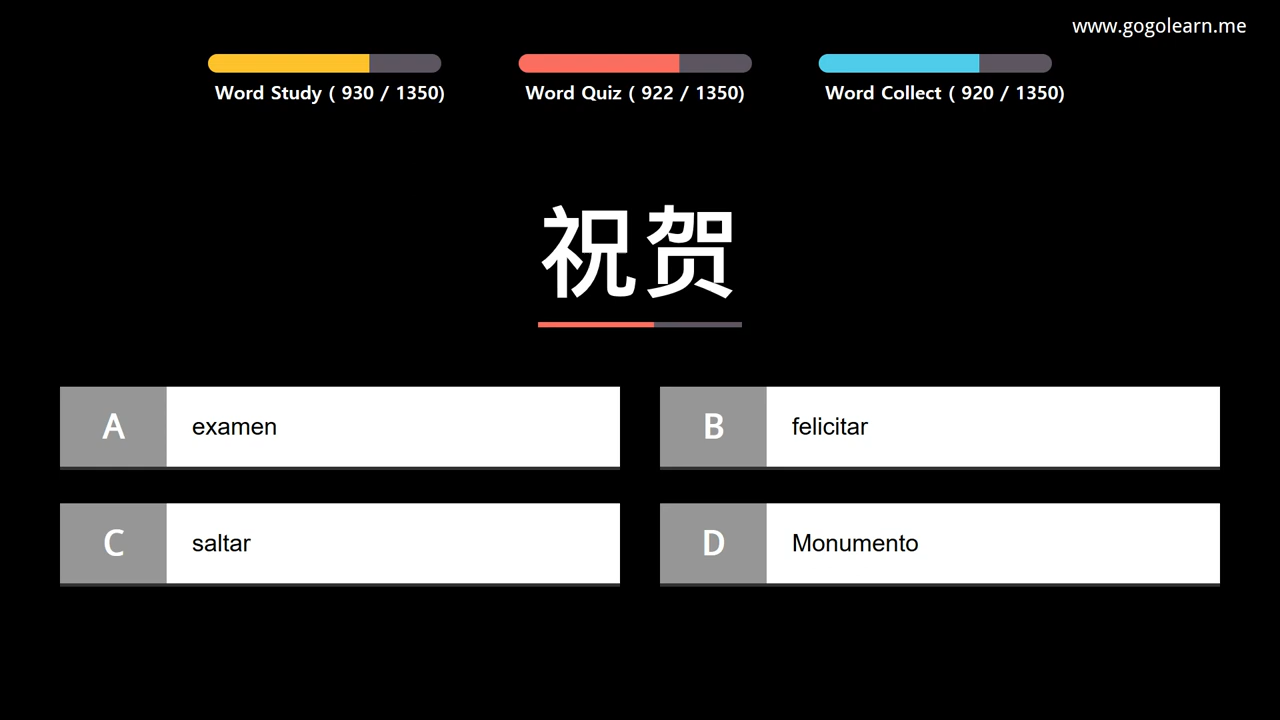 www.gogolearn.me
Word Study ( 930 / 1350)
Word Quiz ( 922 / 1350)
Word Collect ( 920 / 1350)
祝贺
A examen
B felicitar
C saltar
D Monumento